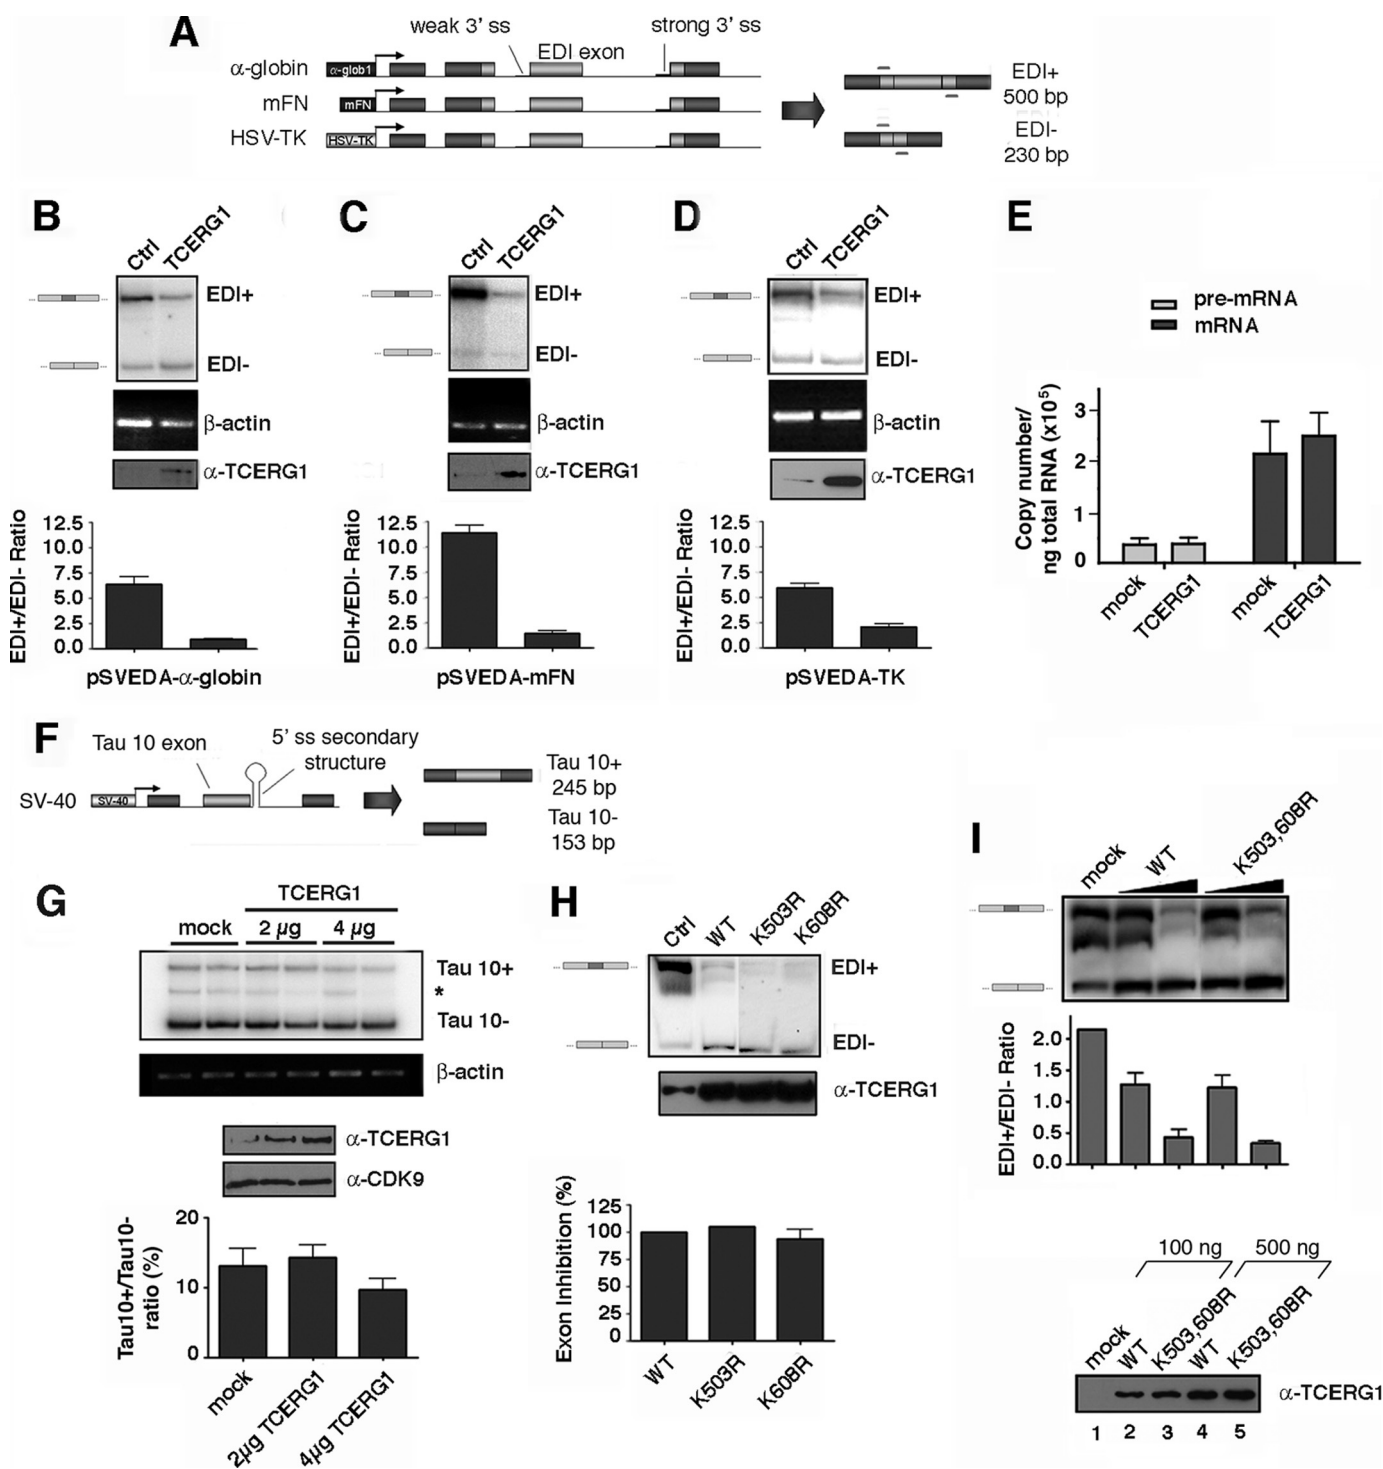 A
weak 3' ss
strong 3' ss
EDI exon
α-globin
α-glob1
mFN
mFN
HSV-TK
HSV-TK
EDI+
500 bp
EDI-
230 bp
B
Ctrl
TCERG1
EDI+
EDI-
β-actin
α-TCERG1
EDI+/EDI- Ratio
12.5
10.0
7.5
5.0
2.5
0.0
pSVEDA-α-globin
C
Ctrl
TCERG1
EDI+
EDI-
β-actin
α-TCERG1
EDI+/EDI- Ratio
12.5
10.0
7.5
5.0
2.5
0.0
pSVEDA-mFN
D
Ctrl
TCERG1
EDI+
EDI-
β-actin
α-TCERG1
EDI+/EDI- Ratio
12.5
10.0
7.5
5.0
2.5
0.0
pSVEDA-TK
E
pre-mRNA
mRNA
Copy number/
ng total RNA (x10⁵)
3
2
1
0
mock
TCERG1
mock
TCERG1
F
Tau 10 exon
5' ss secondary
structure
SV-40
SV-40
Tau 10+
245 bp
Tau 10-
153 bp
G
TCERG1
mock
2 µg
4 µg
Tau 10+
*
Tau 10-
β-actin
α-TCERG1
α-CDK9
Tau10+/Tau10-
ratio (%)
20
10
0
mock
2µg TCERG1
4µg TCERG1
H
Ctrl
WT
K503R
K608R
EDI+
EDI-
α-TCERG1
Exon Inhibition (%)
125
100
75
50
25
0
WT
K503R
K608R
I
mock
WT
K503,608R
EDI+/EDI- Ratio
2.0
1.5
1.0
0.5
0.0
100 ng
500 ng
mock
WT
K503,608R
WT
K503,608R
α-TCERG1
1 2 3 4 5